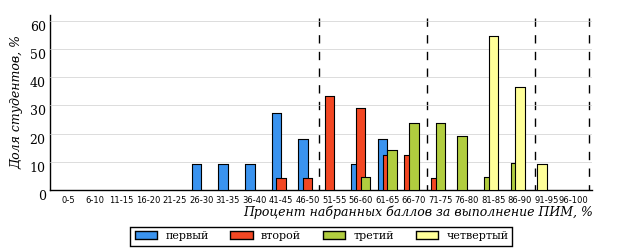 Доля студентов, %
60
50
40
30
20
10
0
0-5 6-10 11-15 16-20 21-25 26-30 31-35 36-40 41-45 46-50 51-55 56-60 61-65 66-70 71-75 76-80 81-85 86-90 91-95 96-100
Процент набранных баллов за выполнение ПИМ, %
первый второй третий четвертый